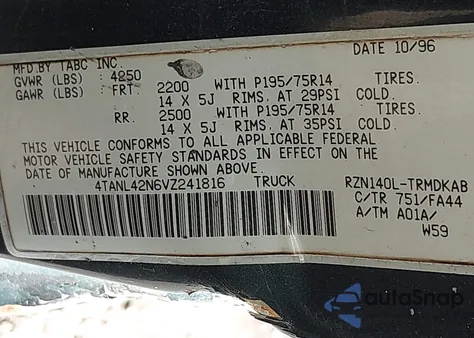 MFD BY TABC INC. DATE 10/96
GVWR (LBS) : 4250
GAWR (LBS) : FRT. 2200 WITH P195/75R14 TIRES.
14 X 5J RIMS. AT 29PSI COLD.
RR. 2500 WITH P195/75R14 TIRES.
14 X 5J RIMS. AT 35PSI COLD.
THIS VEHICLE CONFORMS TO ALL APPLICABLE FEDERAL
MOTOR VEHICLE SAFETY STANDARDS IN EFFECT ON THE
DATE OF MANUFACTURE SHOWN ABOVE.
4TANL42N6VZ241816 TRUCK RZN140L-TRMDKAB
C/TR 751/FA44
A/TM A01A/
W59
autoSnap